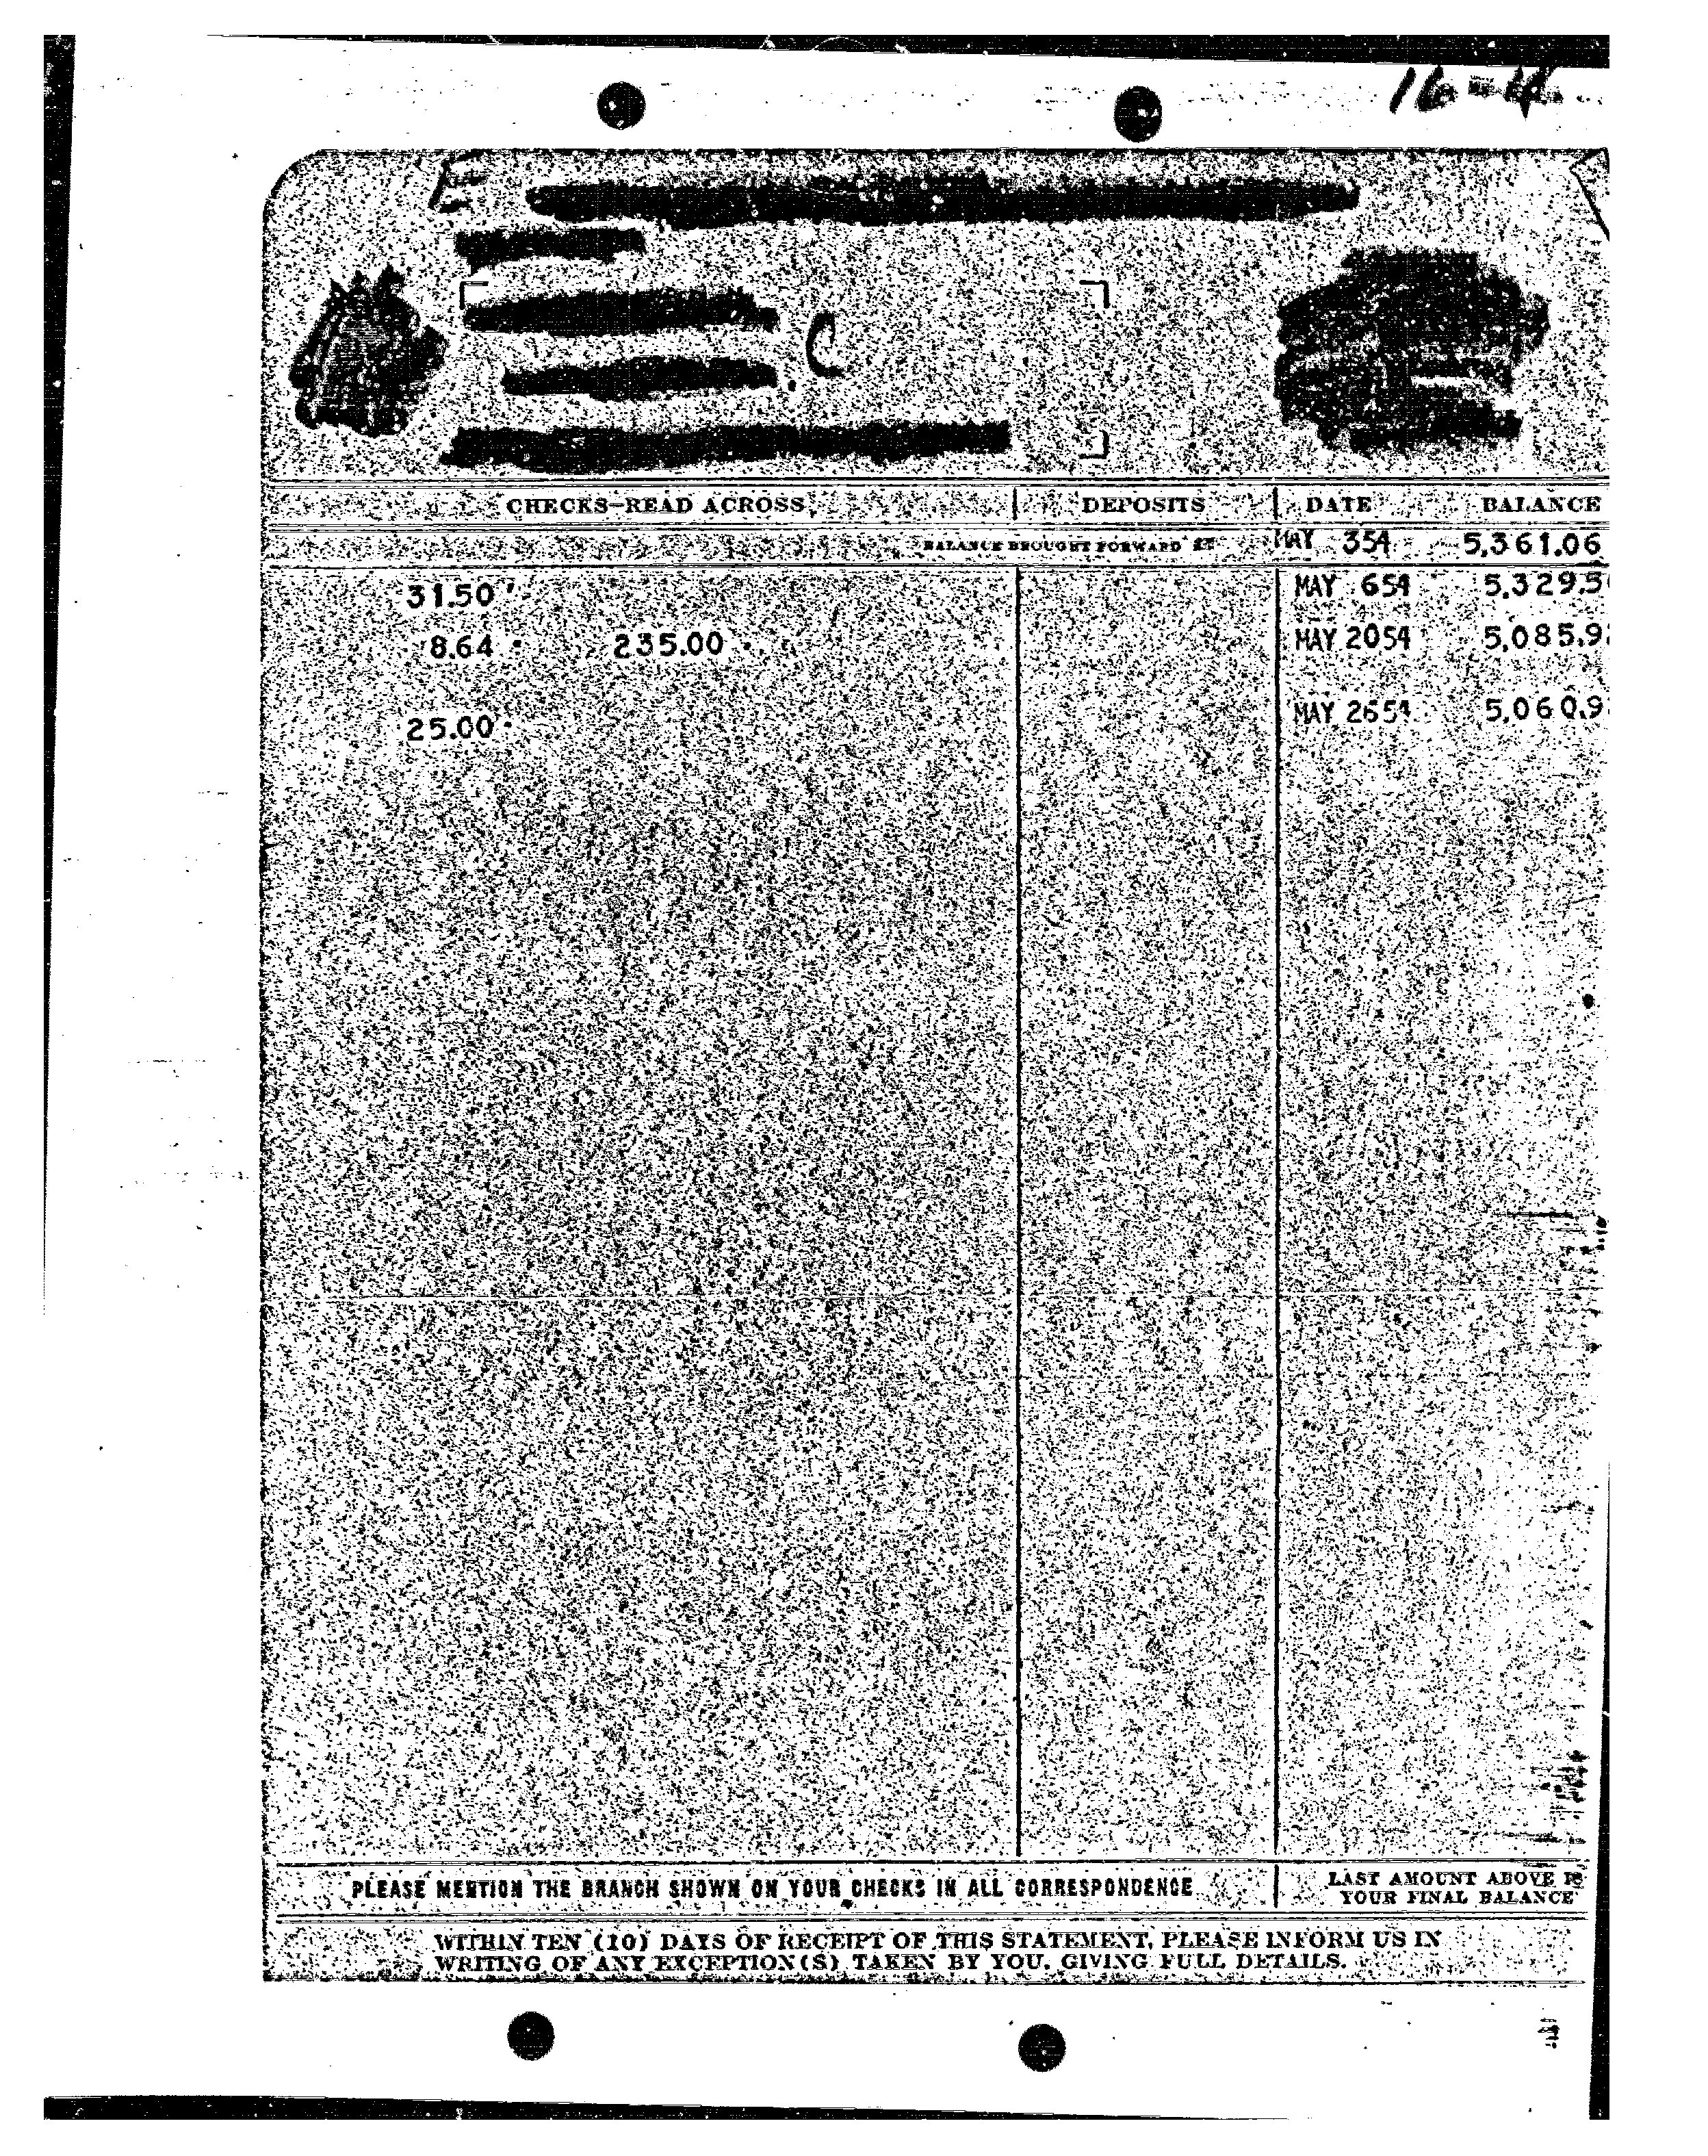 16-4
E
C
CHECKS—READ ACROSS DEPOSITS DATE BALANCE
BALANCE BROUGHT FORWARD MAY 354 5,361.06
31.50 MAY 654 5,329.5
8.64 235.00 MAY 2054 5,085.9
25.00 MAY 2654 5,060.9
PLEASE MENTION THE BRANCH SHOWN ON YOUR CHECKS IN ALL CORRESPONDENCE
LAST AMOUNT ABOVE IS
YOUR FINAL BALANCE
WITHIN TEN (10) DAYS OF RECEIPT OF THIS STATEMENT, PLEASE INFORM US IN
WRITING OF ANY EXCEPTION(S) TAKEN BY YOU, GIVING FULL DETAILS.